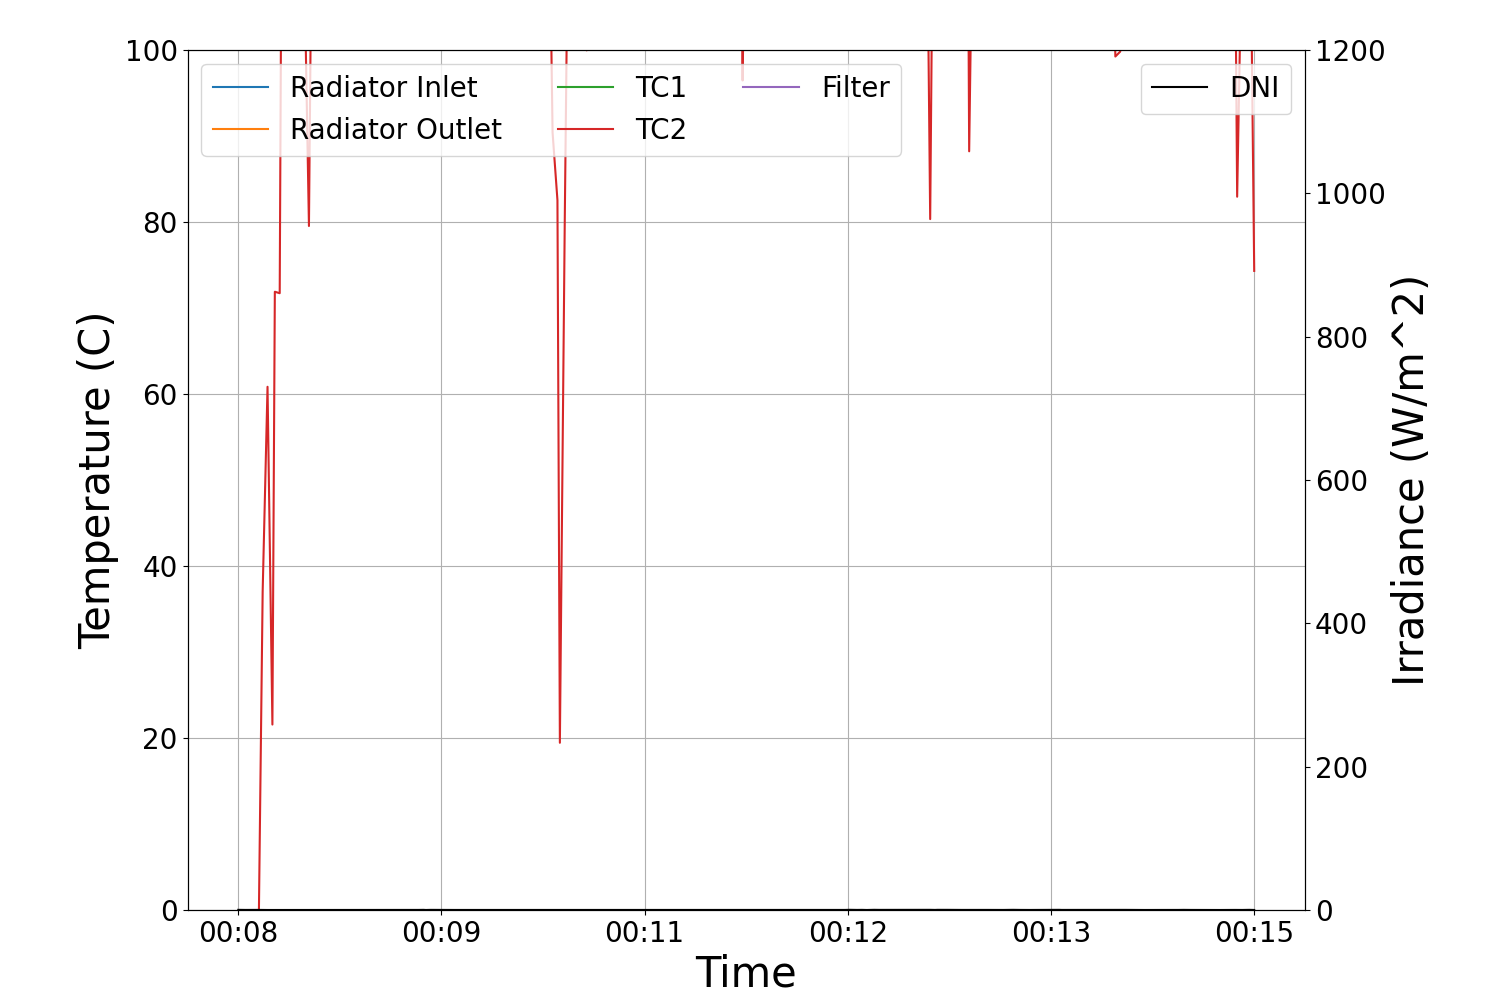 100
80
60
40
20
0
Temperature (C)
Radiator Inlet
Radiator Outlet
TC1
TC2
Filter
DNI
1200
1000
800
600
400
200
0
Irradiance (W/m^2)
00:08 00:09 00:11 00:12 00:13 00:15
Time